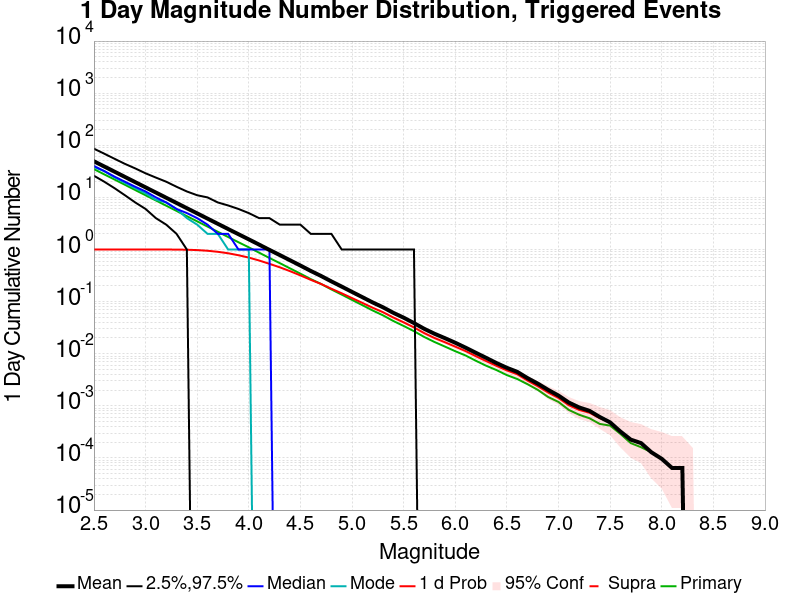 1 Day Magnitude Number Distribution, Triggered Events
10^4
10^3
10^2
10^1
10^0
10^-1
10^-2
10^-3
10^-4
10^-5
1 Day Cumulative Number
2.5 3.0 3.5 4.0 4.5 5.0 5.5 6.0 6.5 7.0 7.5 8.0 8.5 9.0
Magnitude
Mean 2.5%,97.5% Median Mode 1 d Prob 95% Conf Supra Primary